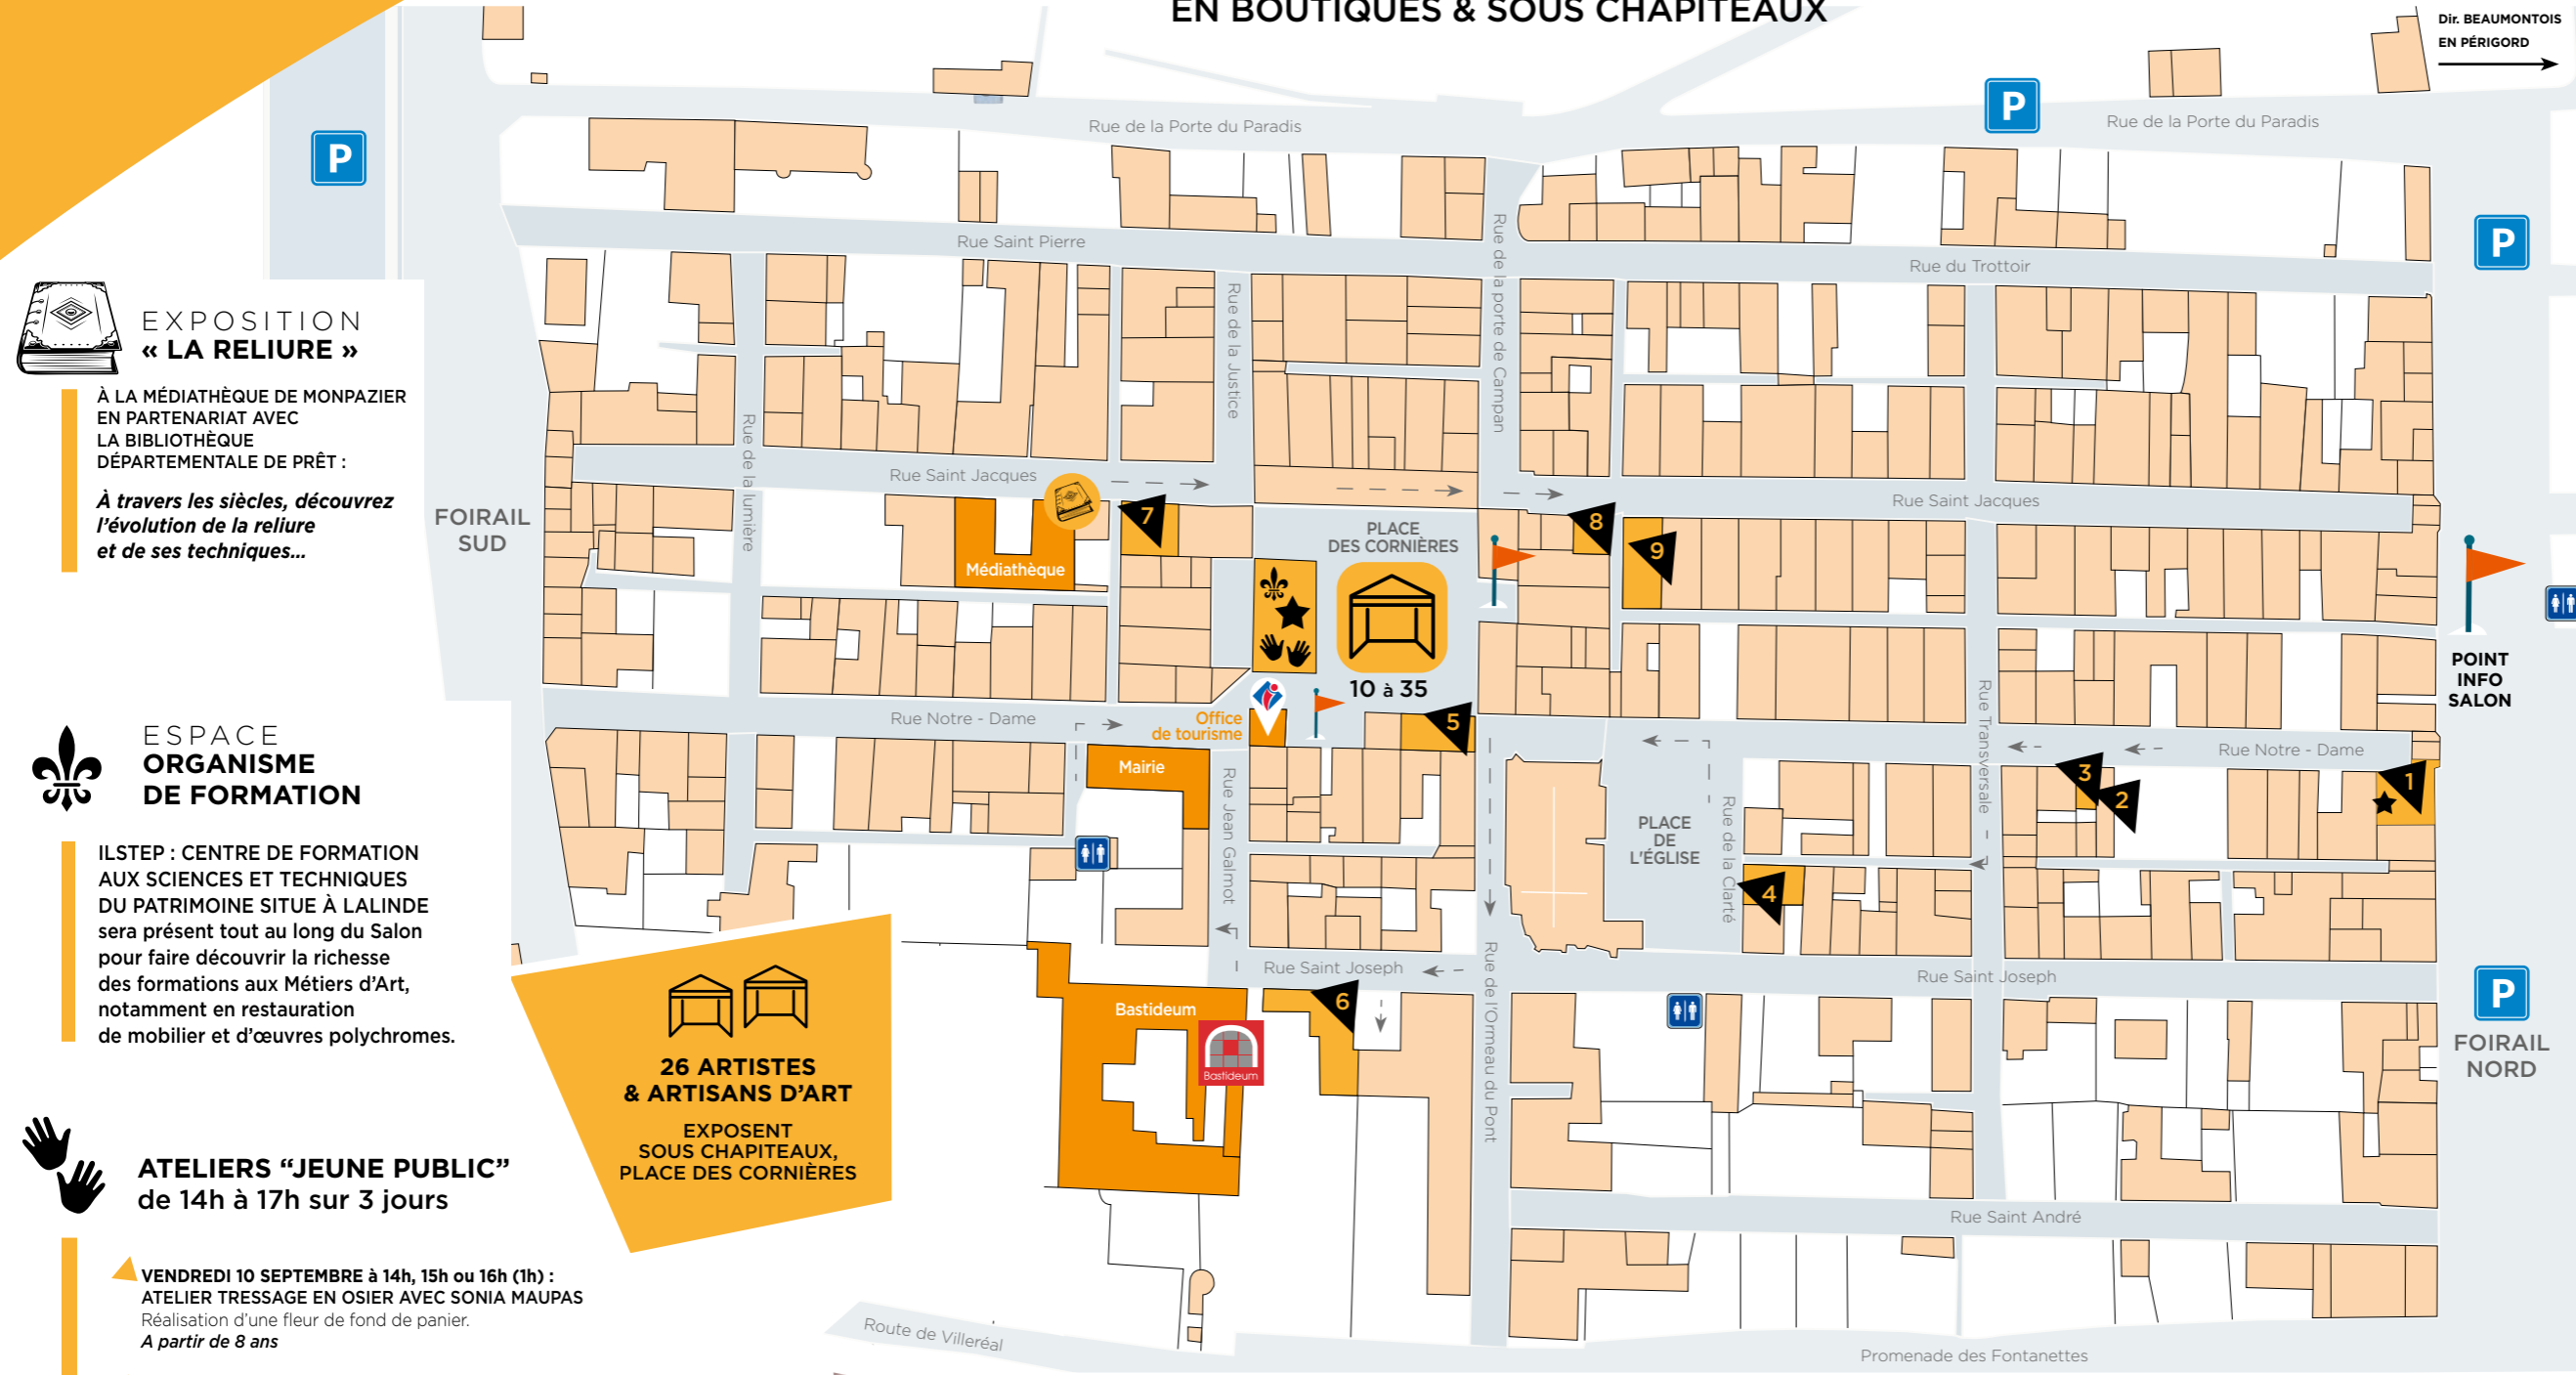 EN BOUTIQUES & SOUS CHAPITEAUX
Dir. BEAUMONTOIS
EN PÉRIGORD
P
P
P
Rue de la Porte du Paradis
Rue de la Porte du Paradis
Rue Saint Pierre
Rue du Trottoir
Rue de la Justice
Rue de la porte de Campan
Rue de la lumière
EXPOSITION
« LA RELIURE »
À LA MÉDIATHÈQUE DE MONPAZIER
EN PARTENARIAT AVEC
LA BIBLIOTHÈQUE
DÉPARTEMENTALE DE PRÊT :
À travers les siècles, découvrez
l'évolution de la reliure
et de ses techniques...
FOIRAIL
SUD
Rue Saint Jacques
Rue Saint Jacques
Médiathèque
7
8
9
PLACE
DES CORNIÈRES
10 à 35
POINT
INFO
SALON
Rue Notre - Dame
Office
de tourisme
5
Rue Transversale
Rue Notre - Dame
3
2
1
Mairie
Rue Jean Galmot
PLACE
DE
L'ÉGLISE
Rue de la Clarté
4
ESPACE
ORGANISME
DE FORMATION
ILSTEP : CENTRE DE FORMATION
AUX SCIENCES ET TECHNIQUES
DU PATRIMOINE SITUE À LALINDE
sera présent tout au long du Salon
pour faire découvrir la richesse
des formations aux Métiers d'Art,
notamment en restauration
de mobilier et d'œuvres polychromes.
Rue Saint Joseph
Rue Saint Joseph
Rue de l'Ormeau du Pont
Bastideum
Bastideum
6
P
FOIRAIL
NORD
26 ARTISTES
& ARTISANS D'ART
EXPOSENT
SOUS CHAPITEAUX,
PLACE DES CORNIÈRES
ATELIERS "JEUNE PUBLIC"
de 14h à 17h sur 3 jours
VENDREDI 10 SEPTEMBRE à 14h, 15h ou 16h (1h) :
ATELIER TRESSAGE EN OSIER AVEC SONIA MAUPAS
Réalisation d'une fleur de fond de panier.
A partir de 8 ans
Rue Saint André
Route de Villeréal
Promenade des Fontanettes